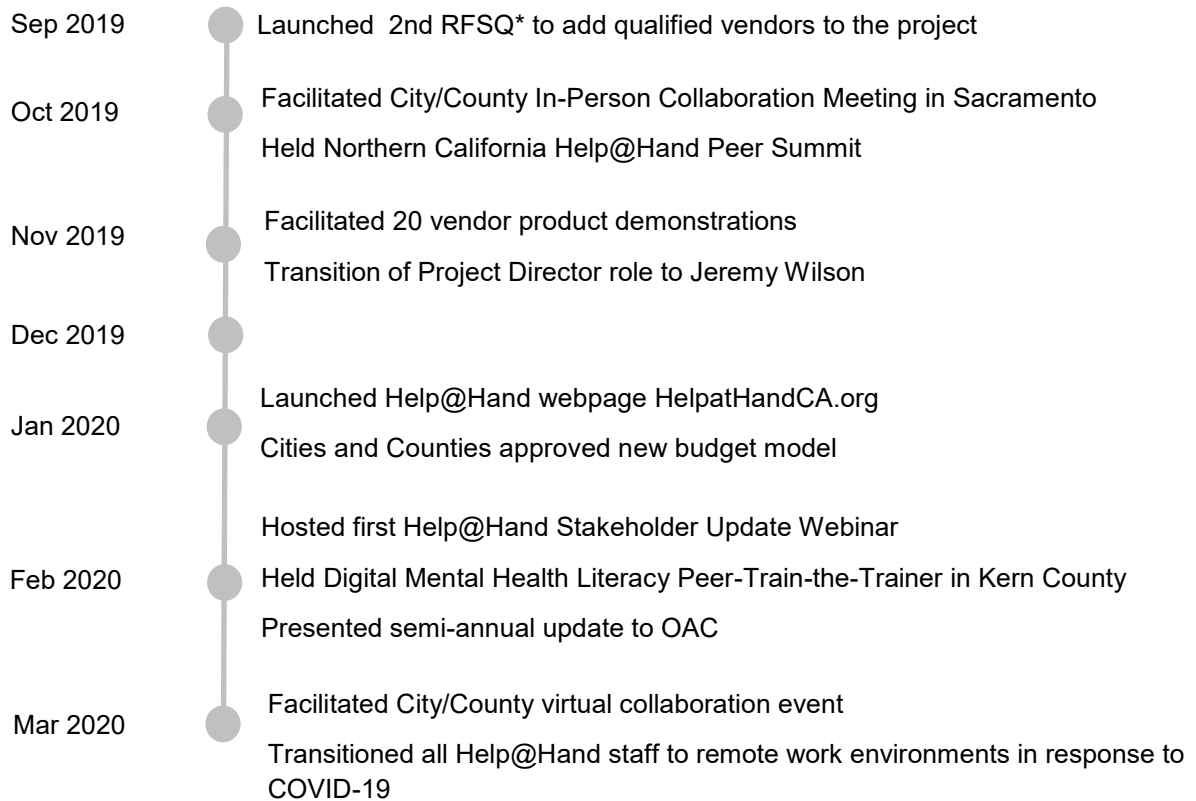 Sep 2019
Launched  2nd RFSQ* to add qualified vendors to the project
Oct 2019
Facilitated City/County In-Person Collaboration Meeting in Sacramento
Held Northern California Help@Hand Peer Summit
Nov 2019
Facilitated 20 vendor product demonstrations
Transition of Project Director role to Jeremy Wilson
Dec 2019
Jan 2020
Launched Help@Hand webpage HelpatHandCA.org
Cities and Counties approved new budget model
Feb 2020
Hosted first Help@Hand Stakeholder Update Webinar
Held Digital Mental Health Literacy Peer-Train-the-Trainer in Kern County
Presented semi-annual update to OAC
Mar 2020
Facilitated City/County virtual collaboration event
Transitioned all Help@Hand staff to remote work environments in response to
COVID-19